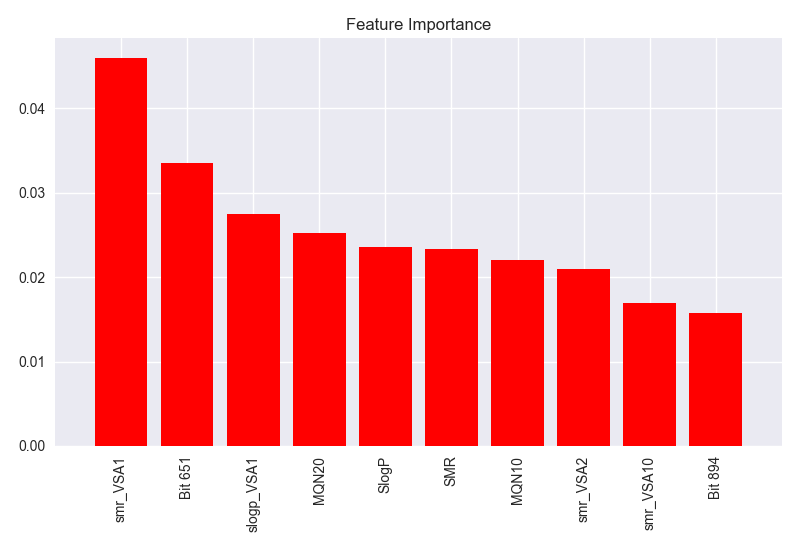 Feature Importance
0.04
0.03
0.02
0.01
0.00
smr_VSA1
Bit 651
slogp_VSA1
MQN20
SlogP
SMR
MQN10
smr_VSA2
smr_VSA10
Bit 894